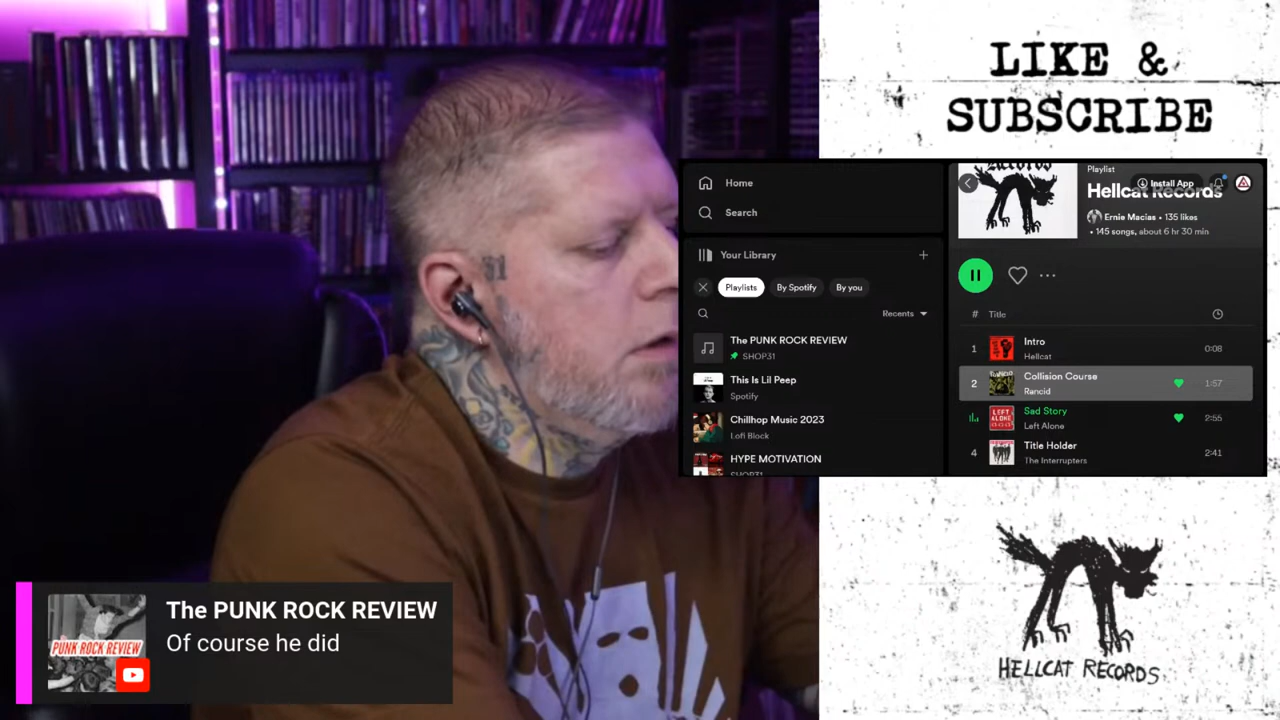 LIKE &
SUBSCRIBE
Home
Search
Your Library
Playlists
By Spotify
By you
Recents
The PUNK ROCK REVIEW
SHOP31
This Is Lil Peep
Spotify
Chillhop Music 2023
Lofi Block
HYPE MOTIVATION
SHOP31
Playlist
Install App
Hellcat Records
Ernie Macias • 135 likes
• 145 songs, about 6 hr 30 min
# Title
1 Intro 0:08
Hellcat
2 Collision Course 1:57
Rancid
Sad Story 2:55
Left Alone
4 Title Holder 2:41
The Interrupters
HELLCAT RECORDS
PUNK ROCK REVIEW
The PUNK ROCK REVIEW
Of course he did